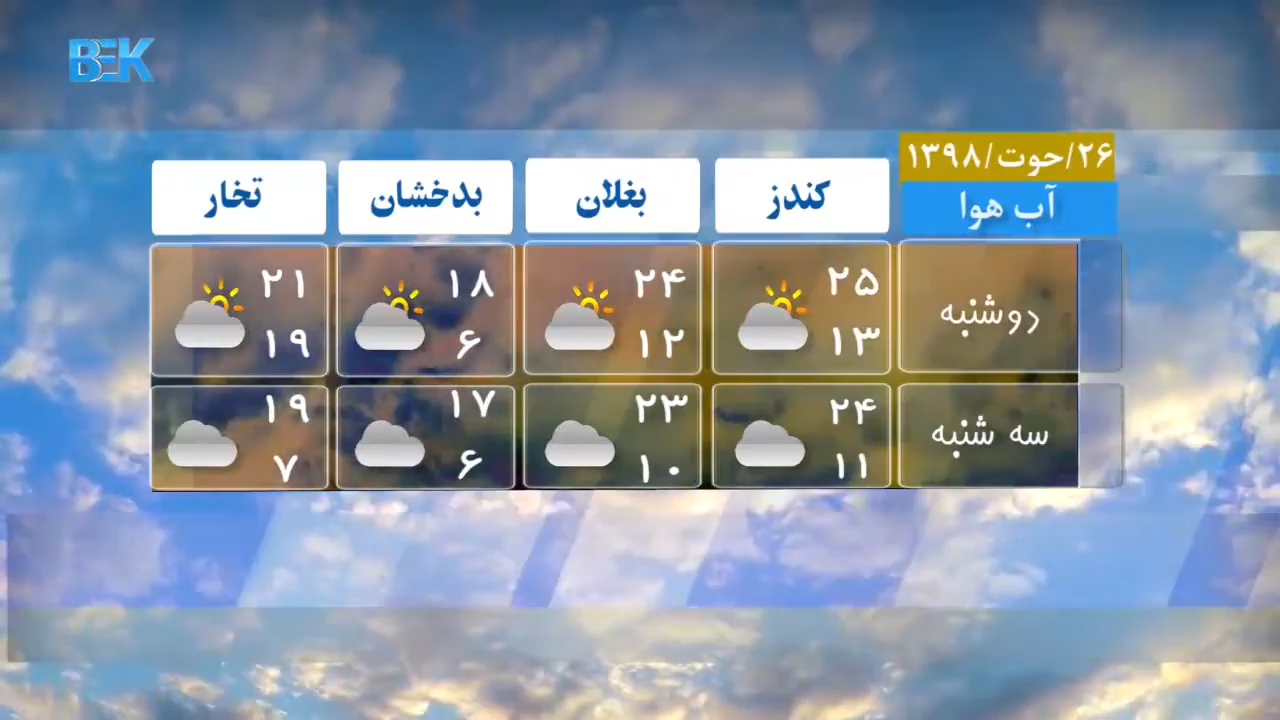 BEK
۲۶/حوت/۱۳۹۸
آب هوا
کندز
بغلان
بدخشان
تخار
روشنبه
۲۵
۱۳
۲۴
۱۲
۱۸
۶
۲۱
۱۹
سه شنبه
۲۴
۱۱
۲۳
۱۰
۱۷
۶
۱۹
۷